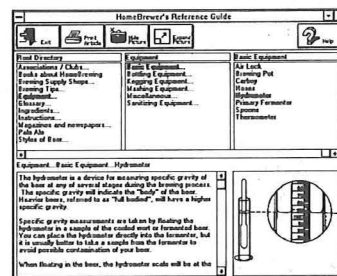 HomeBrewer's Reference Guide
Exit
Print Article
Hide Picture
Expand Picture
Help
Root Directory
Associations / Clubs...
Books about HomeBrewing
Brewing Supply Shops...
Brewing Tips...
Equipment...
Glossary...
Ingredients...
Instructions...
Magazines and newspapers...
Pale Ale
Styles of Beer...
Equipment
Basic Equipment...
Bottling Equipment...
Kegging Equipment...
Mashing Equipment...
Miscellaneous...
Sanitizing Equipment...
Basic Equipment
Air Lock
Brewing Pot
Carboy
Hoses
Hydrometer
Primary Fermenter
Spoons
Thermometer
Equipment...Basic Equipment...Hydrometer
The hydrometer is a device for measuring specific gravity of
the beer at any of several stages during the brewing process.
The specific gravity will indicate the "body" of the beer.
Heavier beers, referred to as "full bodied", will have a higher
specific gravity.
Specific gravity measurements are taken by floating the
hydrometer in a sample of the cooled wort or fermented beer.
You can place the hydrometer directly into the fermenter, but
it is usually better to take a sample from the fermenter to
avoid possible contamination of your beer.
When floating in the beer, the hydrometer scale will be at the